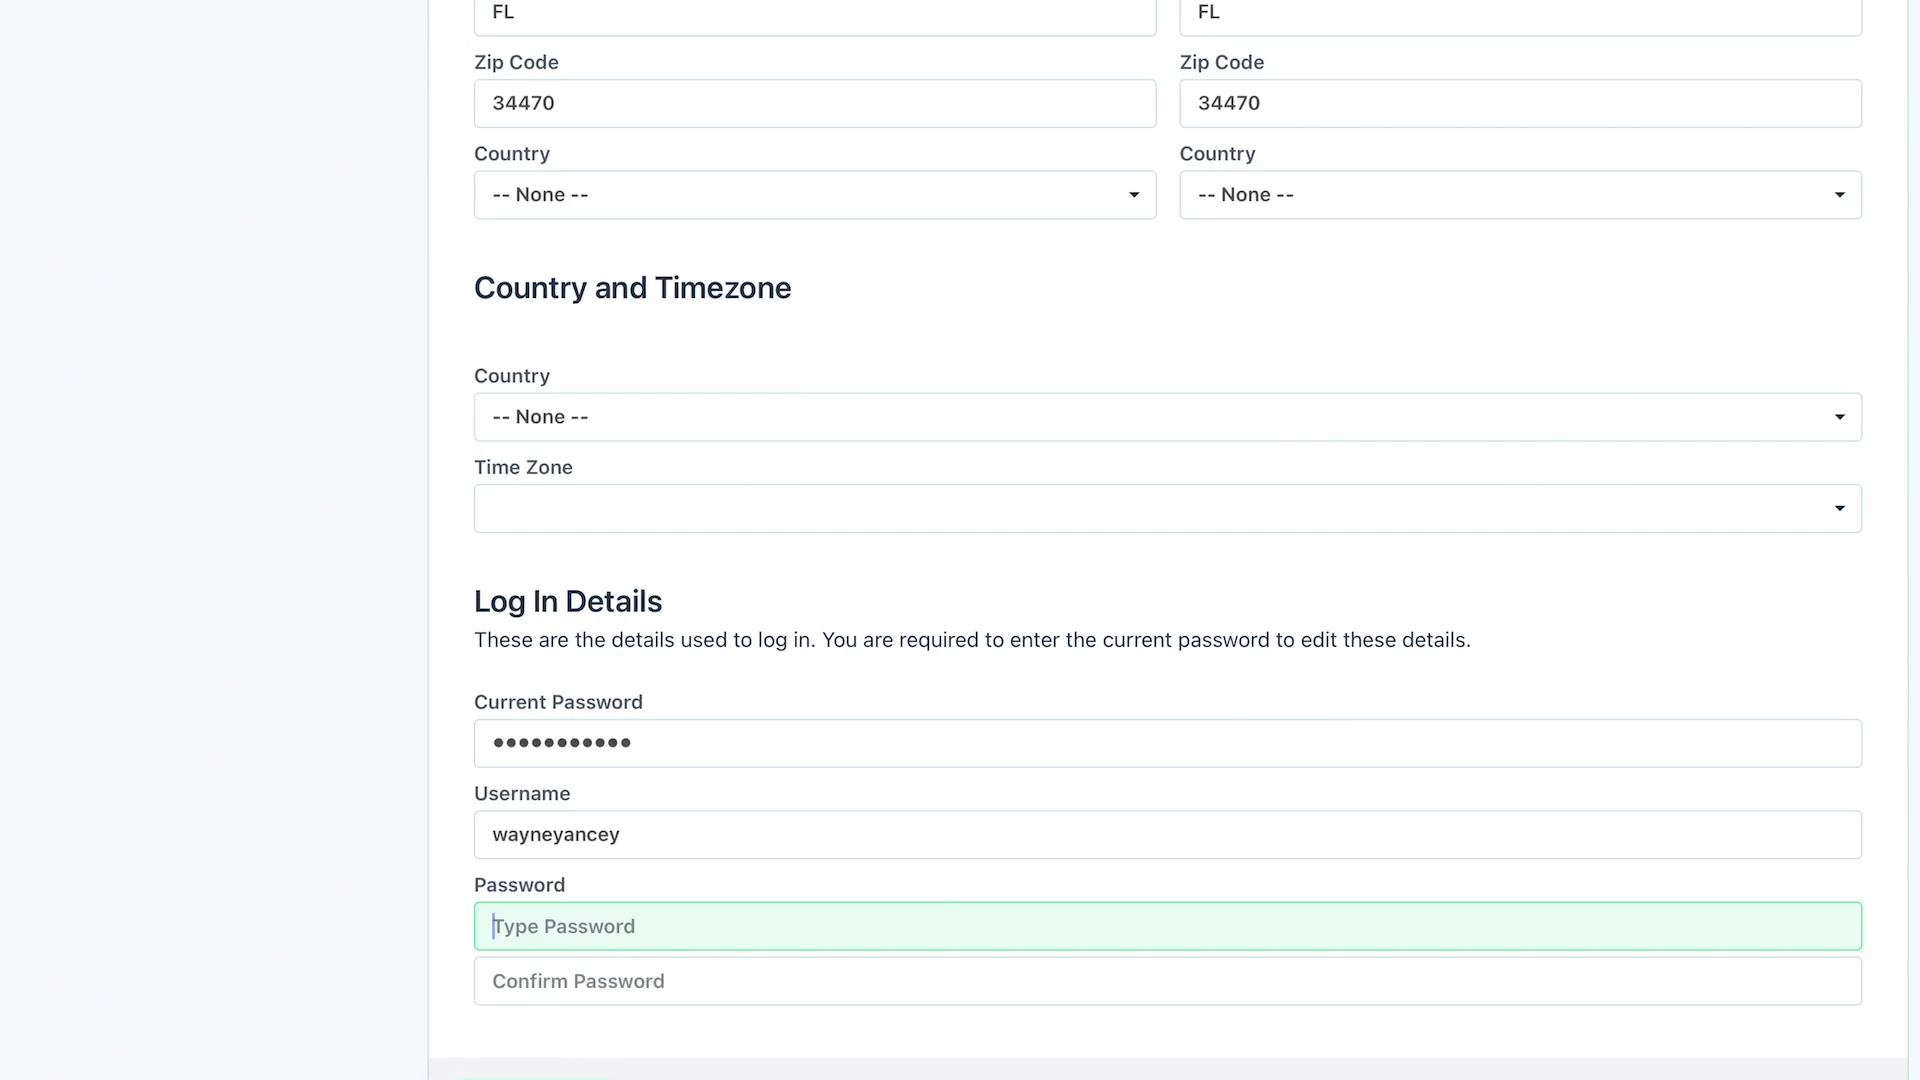 FL
FL
Zip Code
Zip Code
34470
34470
Country
Country
-- None --
-- None --
Country and Timezone
Country
-- None --
Time Zone
Log In Details
These are the details used to log in. You are required to enter the current password to edit these details.
Current Password
•••••••••••
Username
wayneyancey
Password
Type Password
Confirm Password